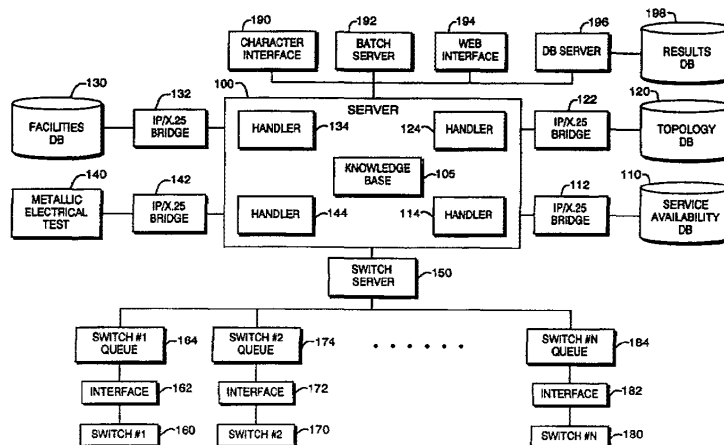 190
192
194
196
198
CHARACTER
INTERFACE
BATCH
SERVER
WEB
INTERFACE
DB SERVER
RESULTS
DB
130
132
100
SERVER
122
120
FACILITIES
DB
IP/X.25
BRIDGE
HANDLER
134
124
HANDLER
IP/X.25
BRIDGE
TOPOLOGY
DB
KNOWLEDGE
BASE
105
140
142
112
110
METALLIC
ELECTRICAL
TEST
IP/X.25
BRIDGE
HANDLER
144
114
HANDLER
IP/X.25
BRIDGE
SERVICE
AVAILABILITY
DB
SWITCH
SERVER
150
SWITCH #1
QUEUE
164
SWITCH #2
QUEUE
174
. . . . . .
SWITCH #N
QUEUE
184
INTERFACE
162
INTERFACE
172
INTERFACE
182
SWITCH #1
160
SWITCH #2
170
SWITCH #N
180